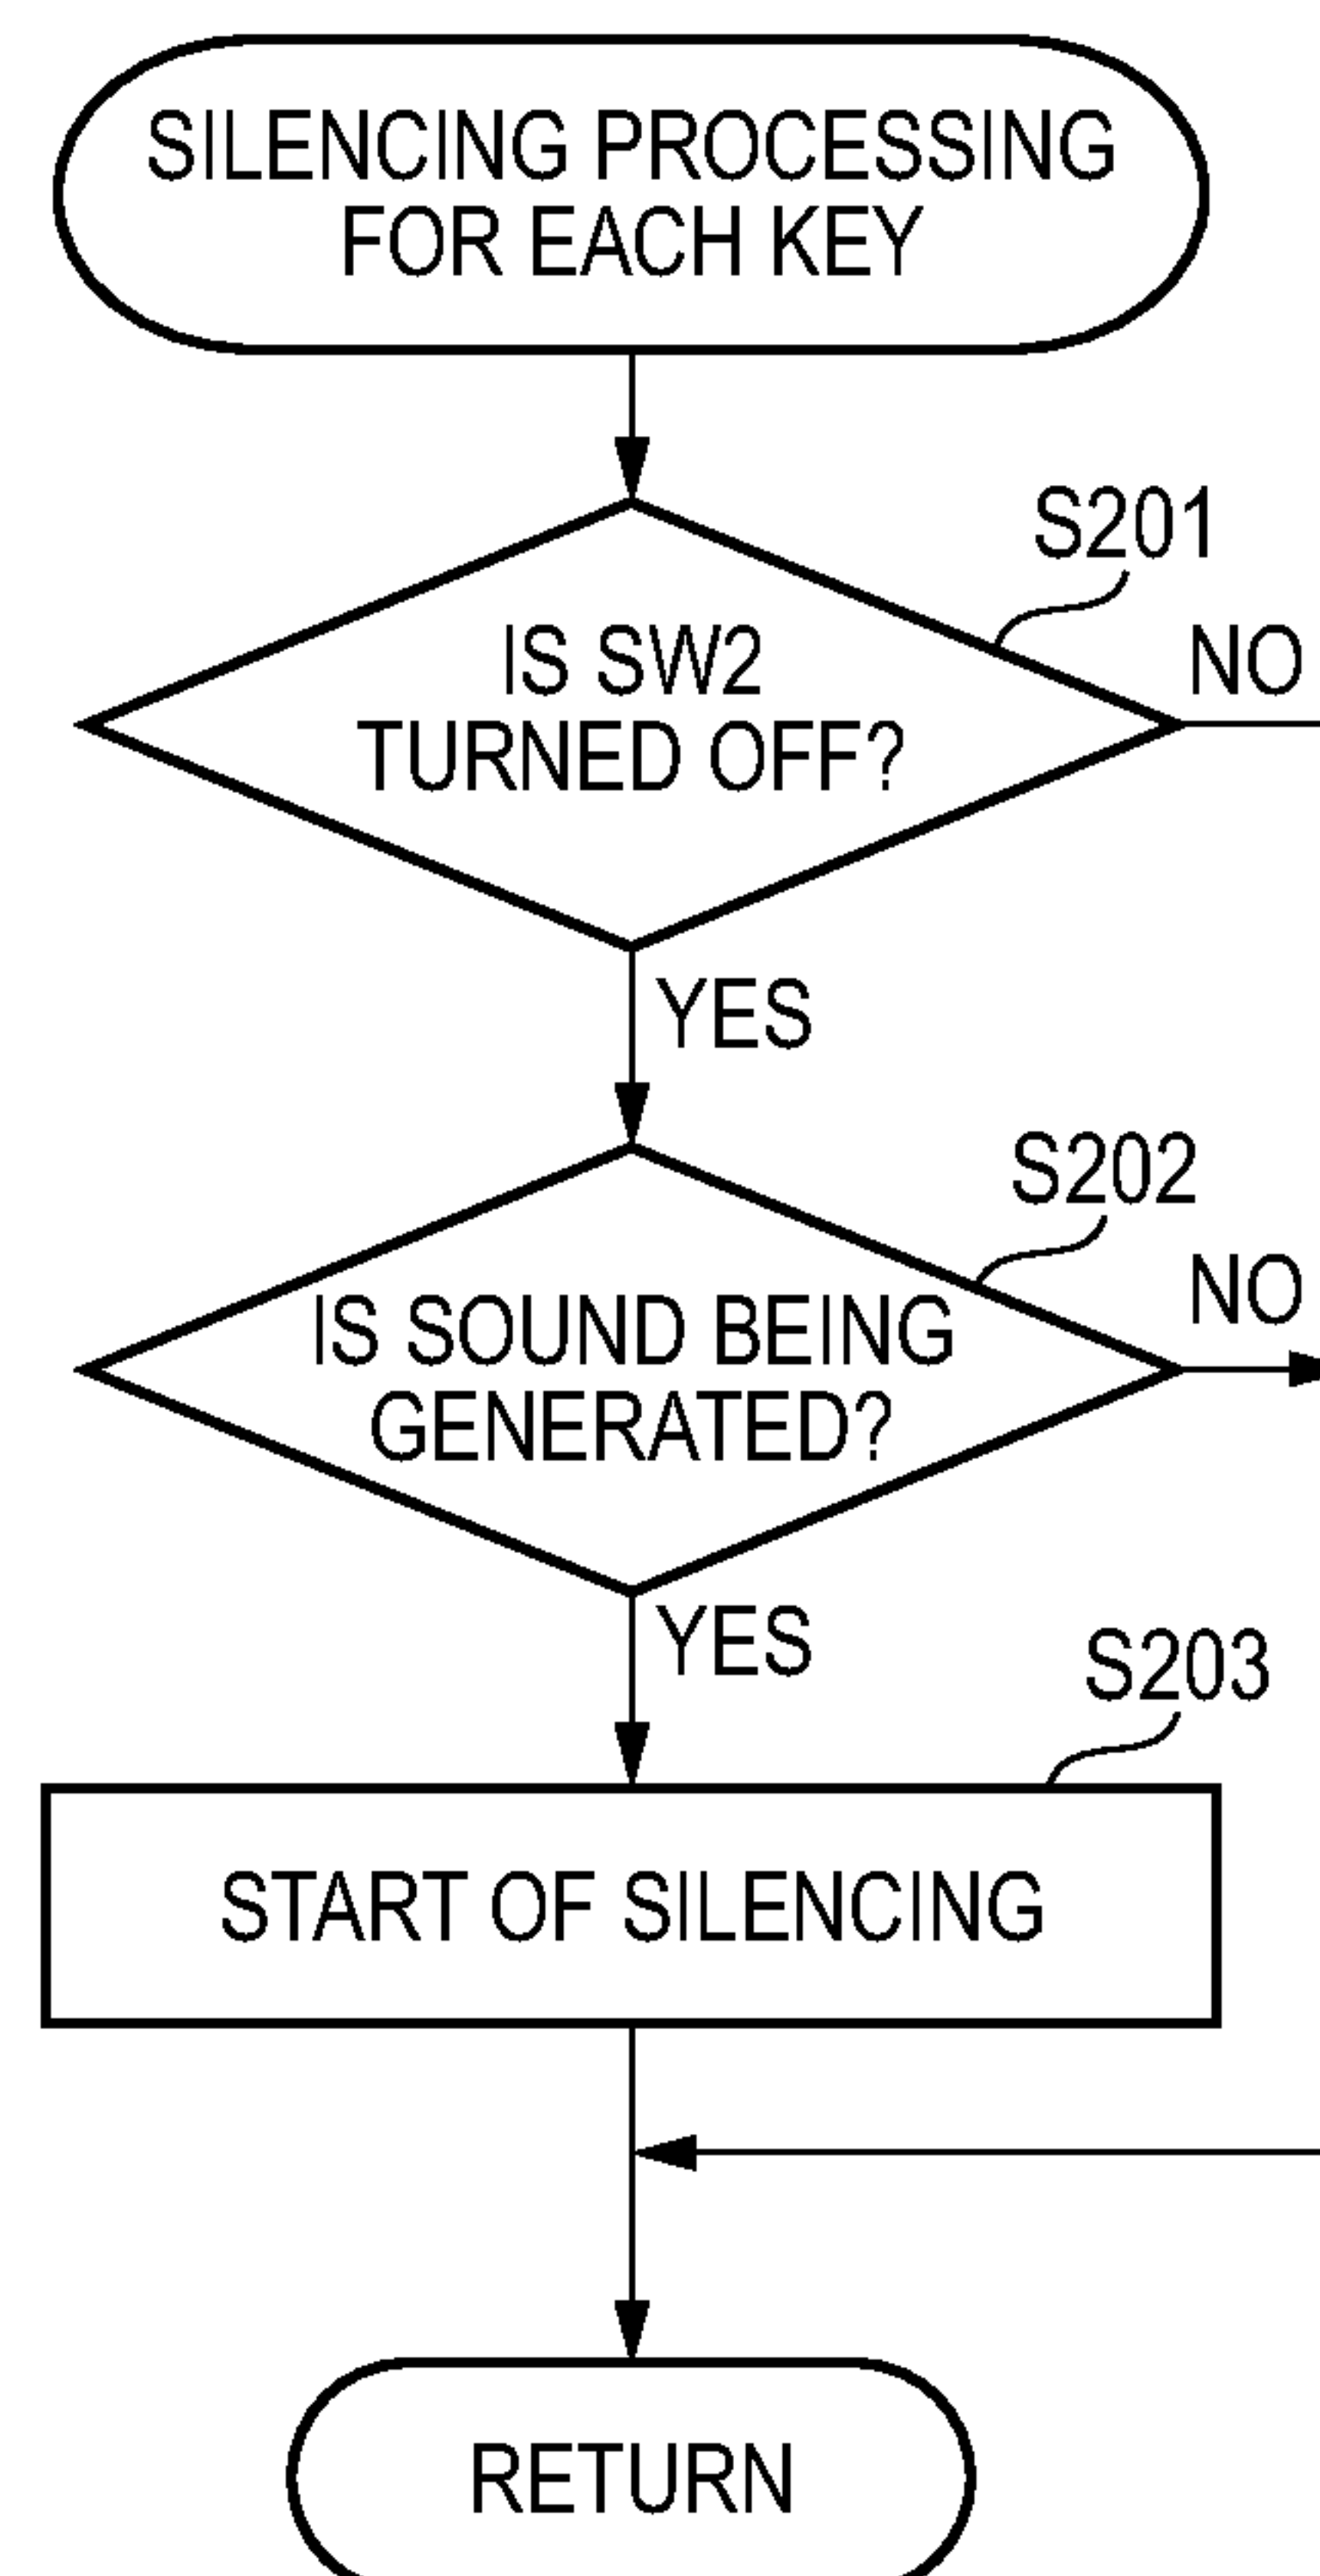 SILENCING PROCESSING
FOR EACH KEY
S201
IS SW2
TURNED OFF?
NO
YES
S202
IS SOUND BEING
GENERATED?
NO
YES
S203
START OF SILENCING
RETURN